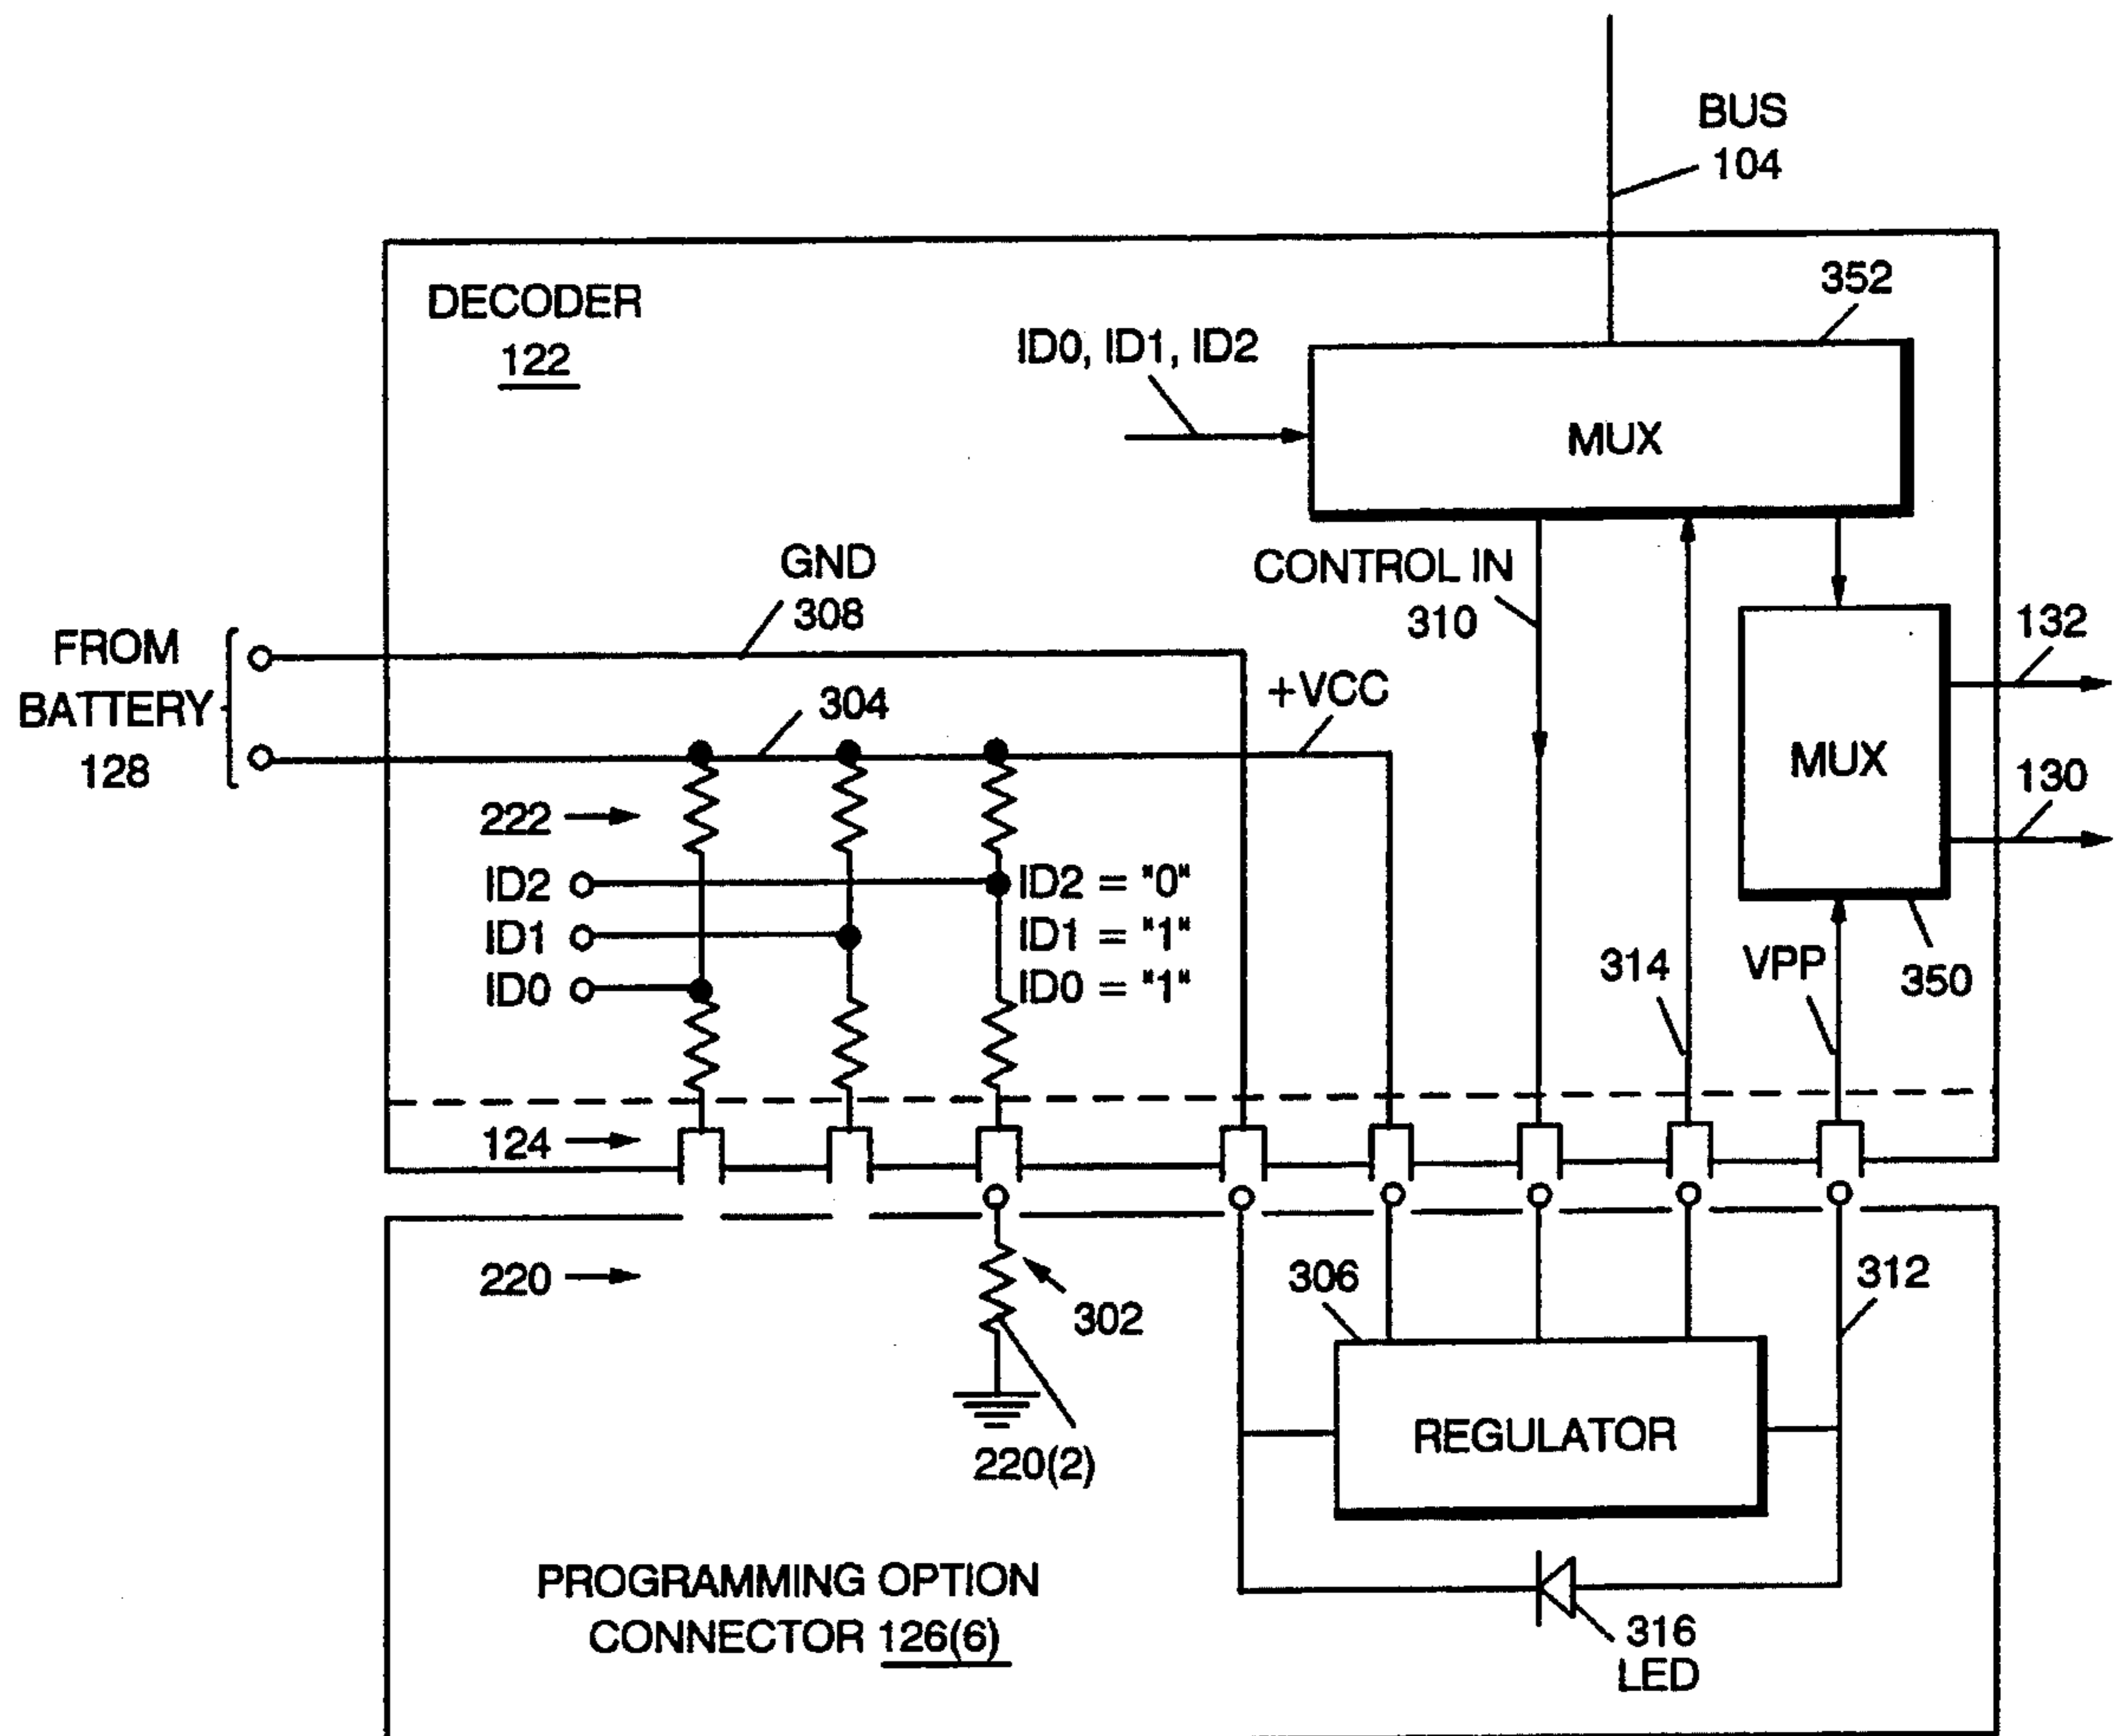 BUS
104
DECODER
122
352
ID0, ID1, ID2
MUX
GND
308
CONTROL IN
310
FROM
BATTERY
128
304
+VCC
132
MUX
130
222
ID2
ID1
ID0
ID2 = "0"
ID1 = "1"
ID0 = "1"
314
VPP
350
124
220
302
306
312
REGULATOR
220(2)
PROGRAMMING OPTION
CONNECTOR 126(6)
316
LED